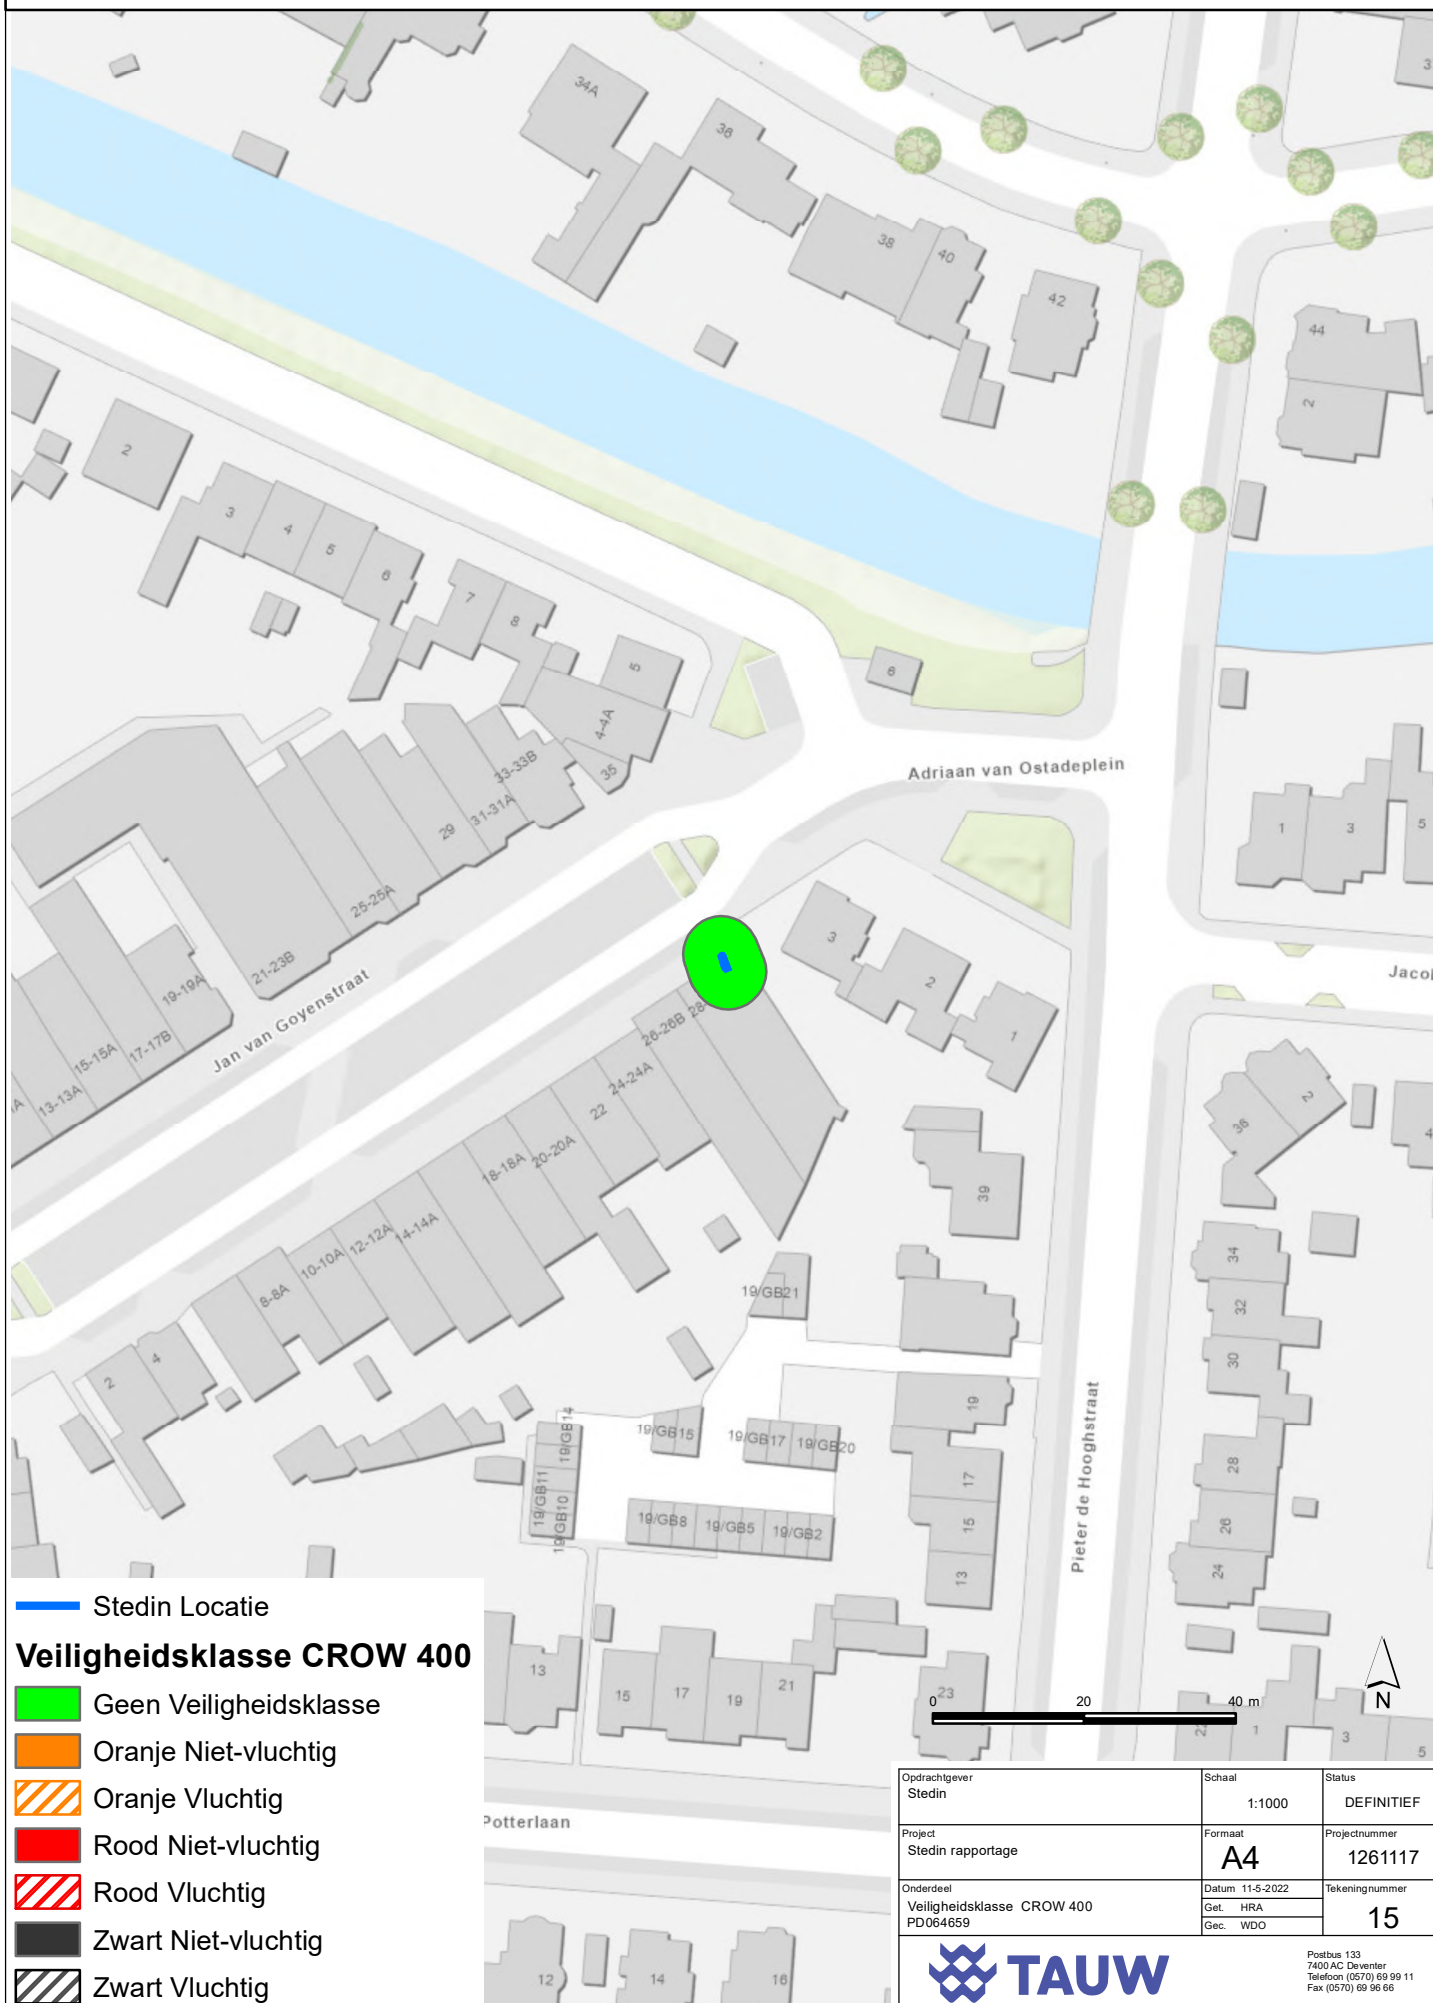 34A
36
38
40
42
44
2
3
2
3
4
5
6
7
8
5
4-4A
35
33-33B
31-31A
29
25-25A
21-23B
19-19A
17-17B
15-15A
13-13A
6
Adriaan van Ostadeplein
1
3
5
Jan van Goyenstraat
3
2
1
28-
26-26B
24-24A
22
20-20A
18-18A
14-14A
12-12A
10-10A
8-8A
4
2
36
2
4
39
34
32
30
28
26
24
19/GB21
19/GB14
19/GB15
19/GB17
19/GB20
19/GB11
19/GB10
19/GB8
19/GB5
19/GB2
19
17
15
13
Pieter de Hooghstraat
13
15
17
19
21
23
22
1
3
5
Potterlaan
12
14
16
0 20 40 m
N
Stedin Locatie
Veiligheidsklasse CROW 400
Geen Veiligheidsklasse
Oranje Niet-vluchtig
Oranje Vluchtig
Rood Niet-vluchtig
Rood Vluchtig
Zwart Niet-vluchtig
Zwart Vluchtig
Opdrachtgever
Stedin
Schaal
1:1000
Status
DEFINITIEF
Project
Stedin rapportage
Formaat
A4
Projectnummer
1261117
Onderdeel
Veiligheidsklasse CROW 400
PD064659
Datum 11-5-2022
Get. HRA
Gec. WDO
Tekeningnummer
15
TAUW
Postbus 133
7400 AC Deventer
Telefoon (0570) 69 99 11
Fax (0570) 69 96 66